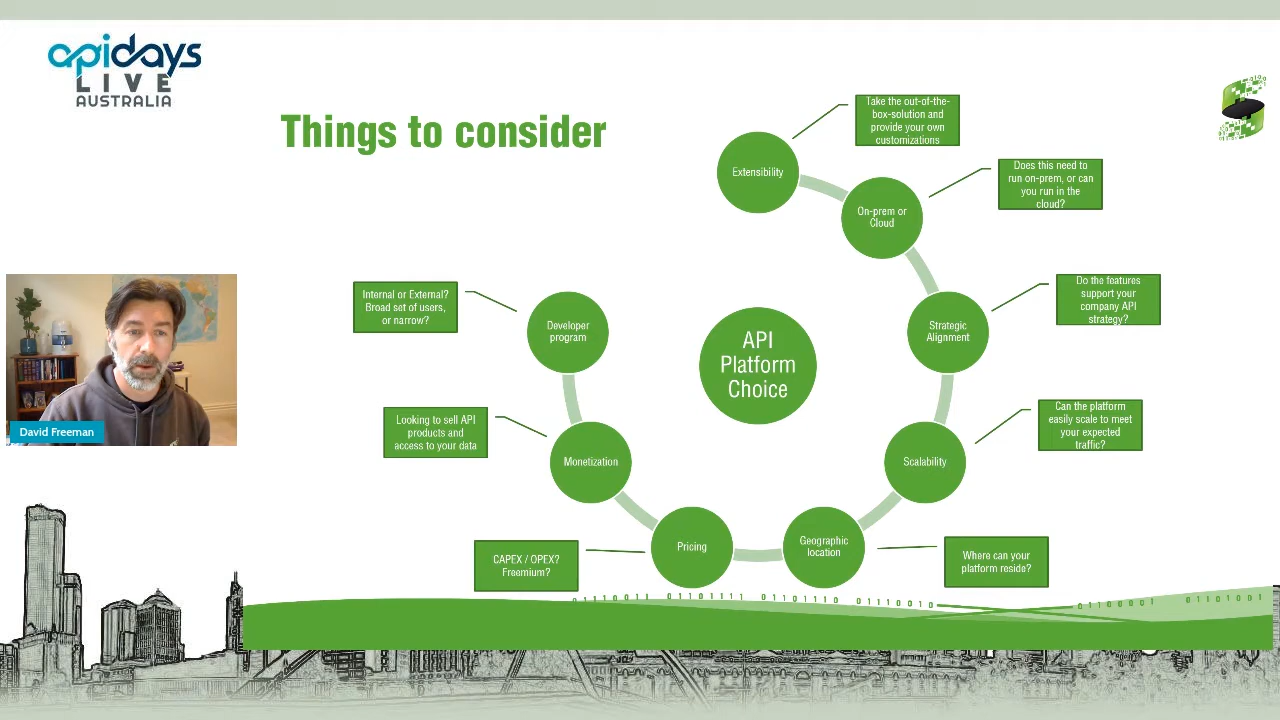 apidays
LIVE
AUSTRALIA
Things to consider
Extensibility
Take the out-of-the-
box-solution and
provide your own
customizations
On-prem or
Cloud
Does this need to
run on-prem, or can
you run in the
cloud?
Strategic
Alignment
Do the features
support your
company API
strategy?
Scalability
Can the platform
easily scale to meet
your expected
traffic?
Geographic
location
Where can your
platform reside?
Pricing
CAPEX / OPEX?
Freemium?
Monetization
Looking to sell API
products and
access to your data
Developer
program
Internal or External?
Broad set of users,
or narrow?
API
Platform
Choice
David Freeman
01101111 01101110 01110010